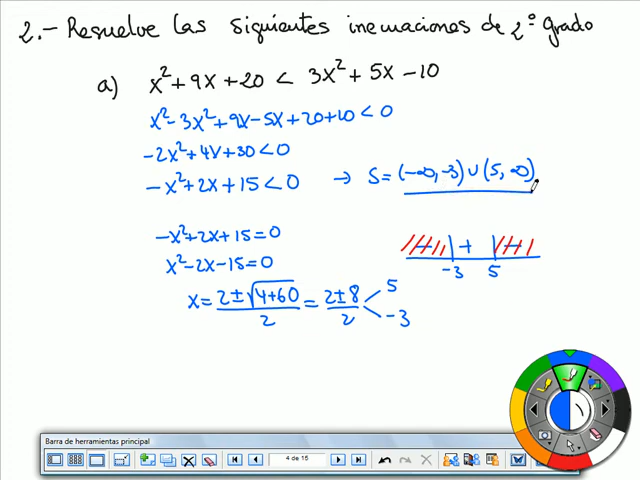 2.- Resuelve las siguientes inecuaciones de 2º grado
a) x² + 9x + 20 < 3x² + 5x - 10
x² - 3x² + 9x - 5x + 20 + 10 < 0
-2x² + 4x + 30 < 0
-x² + 2x + 15 < 0 → S = (-∞, -3) ∪ (5, ∞)
-x² + 2x + 15 = 0
- + -
-3 5
x² - 2x - 15 = 0
x = 2 ± √4+60 / 2 = 2 ± 8 / 2
5
-3
Barra de herramientas principal
4 de 15